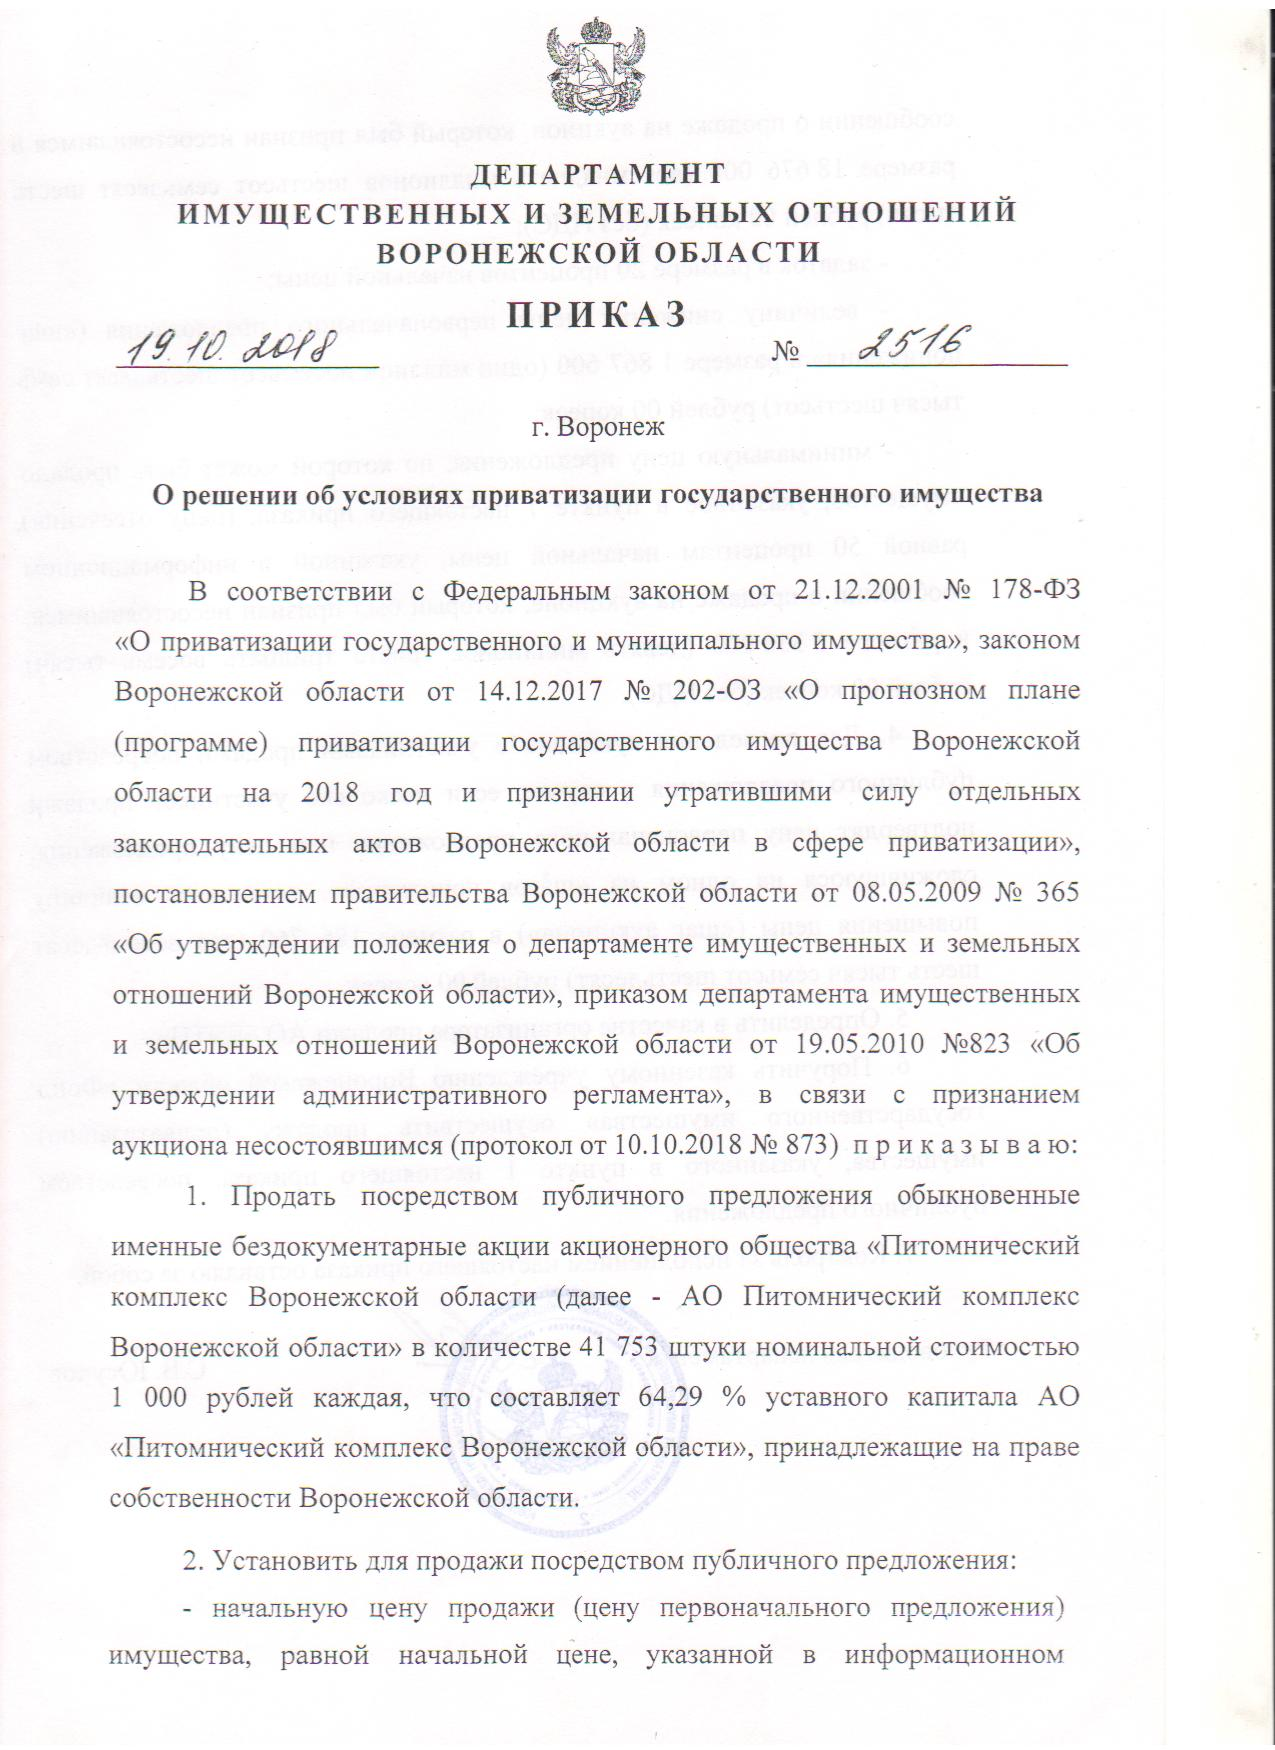 ДЕПАРТАМЕНТ
ИМУЩЕСТВЕННЫХ И ЗЕМЕЛЬНЫХ ОТНОШЕНИЙ
ВОРОНЕЖСКОЙ ОБЛАСТИ
ПРИКАЗ
19.10.2018 № 2516
г. Воронеж
О решении об условиях приватизации государственного имущества
В соответствии с Федеральным законом от 21.12.2001 № 178-ФЗ
«О приватизации государственного и муниципального имущества», законом
Воронежской области от 14.12.2017 № 202-ОЗ «О прогнозном плане
(программе) приватизации государственного имущества Воронежской
области на 2018 год и признании утратившими силу отдельных
законодательных актов Воронежской области в сфере приватизации»,
постановлением правительства Воронежской области от 08.05.2009 № 365
«Об утверждении положения о департаменте имущественных и земельных
отношений Воронежской области», приказом департамента имущественных
и земельных отношений Воронежской области от 19.05.2010 №823 «Об
утверждении административного регламента», в связи с признанием
аукциона несостоявшимся (протокол от 10.10.2018 № 873) п р и к а з ы в а ю:
1. Продать посредством публичного предложения обыкновенные
именные бездокументарные акции акционерного общества «Питомнический
комплекс Воронежской области (далее - АО Питомнический комплекс
Воронежской области» в количестве 41 753 штуки номинальной стоимостью
1 000 рублей каждая, что составляет 64,29 % уставного капитала АО
«Питомнический комплекс Воронежской области», принадлежащие на праве
собственности Воронежской области.
2. Установить для продажи посредством публичного предложения:
- начальную цену продажи (цену первоначального предложения)
имущества, равной начальной цене, указанной в информационном